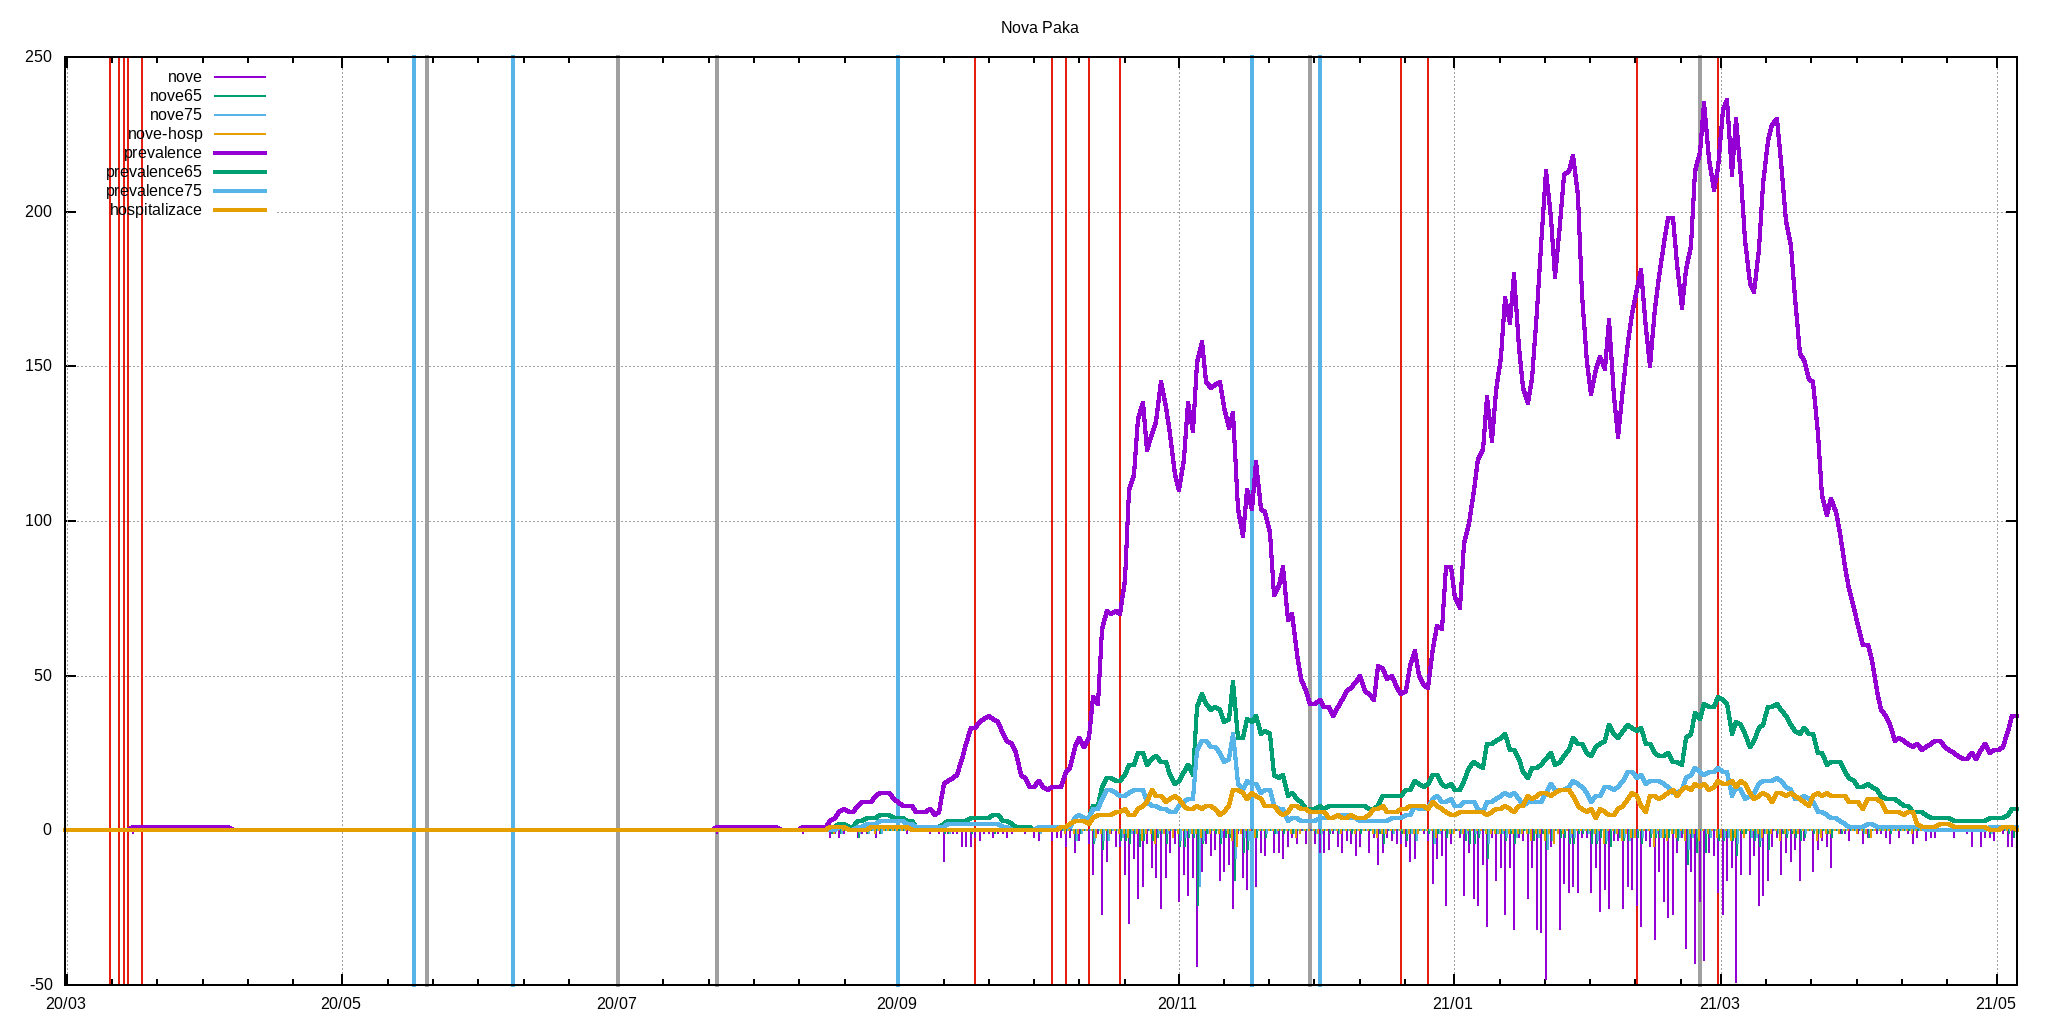 Nova Paka
250
200
150
100
50
0
-50
nove
nove65
nove75
nove-hosp
prevalence
prevalence65
prevalence75
hospitalizace
20/03
20/05
20/07
20/09
20/11
21/01
21/03
21/05